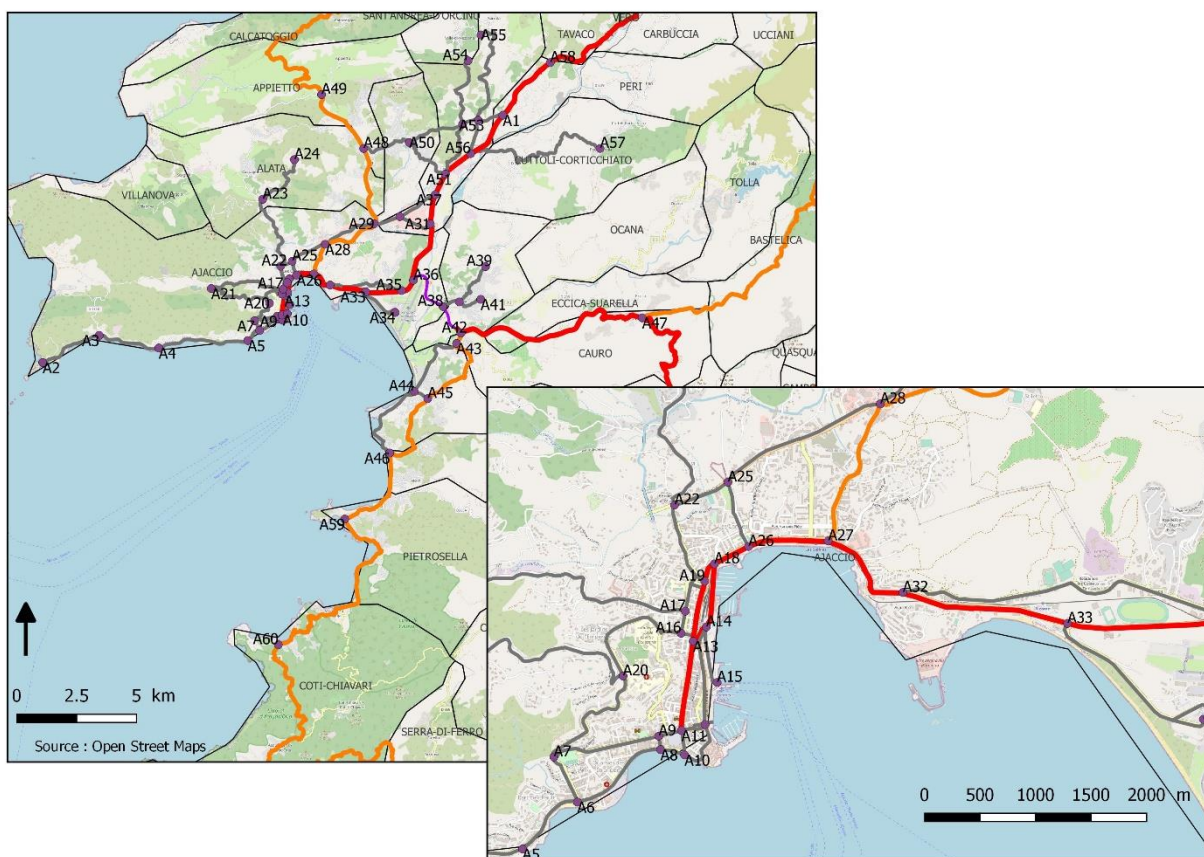 SANT'ANDREA-D'ORCINO
VERO
CALCATOGGIO
A55
TAVACO
CARBUCCIA
UCCIANI
A54
A58
APPIETTO
A49
PERI
A53
A1
A48
A50
A56
A57
CUTTOLI-CORTICCHIATO
A24
ALATA
A51
VILLANOVA
A23
A37
TOLLA
A29
A31
OCANA
A28
BASTELICA
A22
A25
A39
AJACCIO
A21
A17
A26
A36
A35
A33
A20
A13
A38
A41
ECCICA-SUARELLA
A7
A9
A10
A34
A47
A3
A42
A43
CAURO
A2
A4
A5
QUASQUA
A44
A45
A46
A59
PIETROSELLA
A60
COTI-CHIAVARI
SERRA-DI-FERRO
0 2.5 5 km
Source : Open Street Maps
A28
A25
A22
A26
A27
AJACCIO
A18
A19
A32
A17
A33
A16
A14
A13
A20
A15
A9
A11
A7
A8
A10
A6
A5
0 500 1000 1500 2000 m